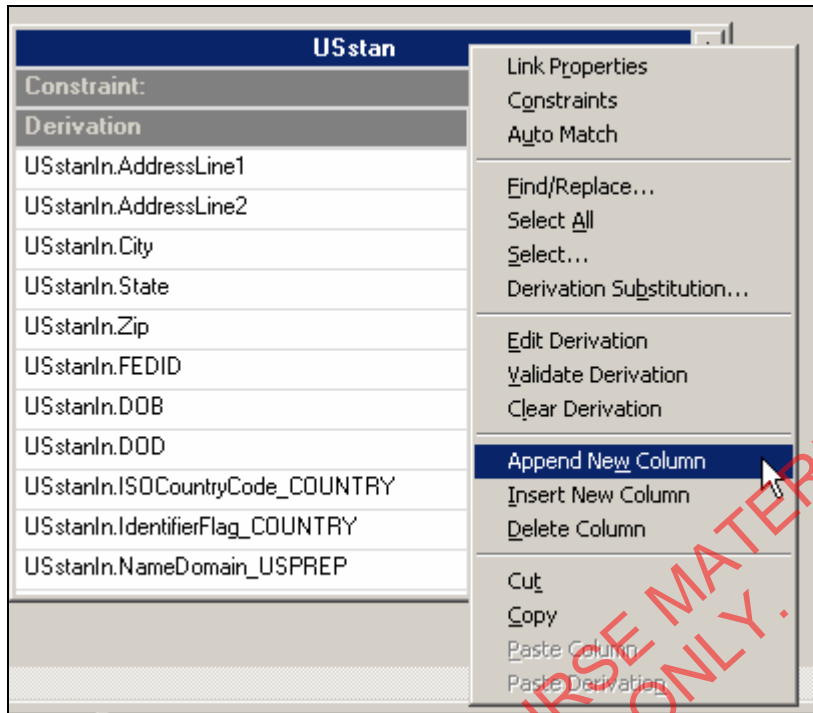 USstan
Constraint:
Derivation
USstanIn.AddressLine1
USstanIn.AddressLine2
USstanIn.City
USstanIn.State
USstanIn.Zip
USstanIn.FEDID
USstanIn.DOB
USstanIn.DOD
USstanIn.ISOCountryCode_COUNTRY
USstanIn.IdentifierFlag_COUNTRY
USstanIn.NameDomain_USPREP
Link Properties
Constraints
Auto Match
Find/Replace...
Select All
Select...
Derivation Substitution...
Edit Derivation
Validate Derivation
Clear Derivation
Append New Column
Insert New Column
Delete Column
Cut
Copy
Paste Column
Paste Derivation
RSE MATER
ONLY.